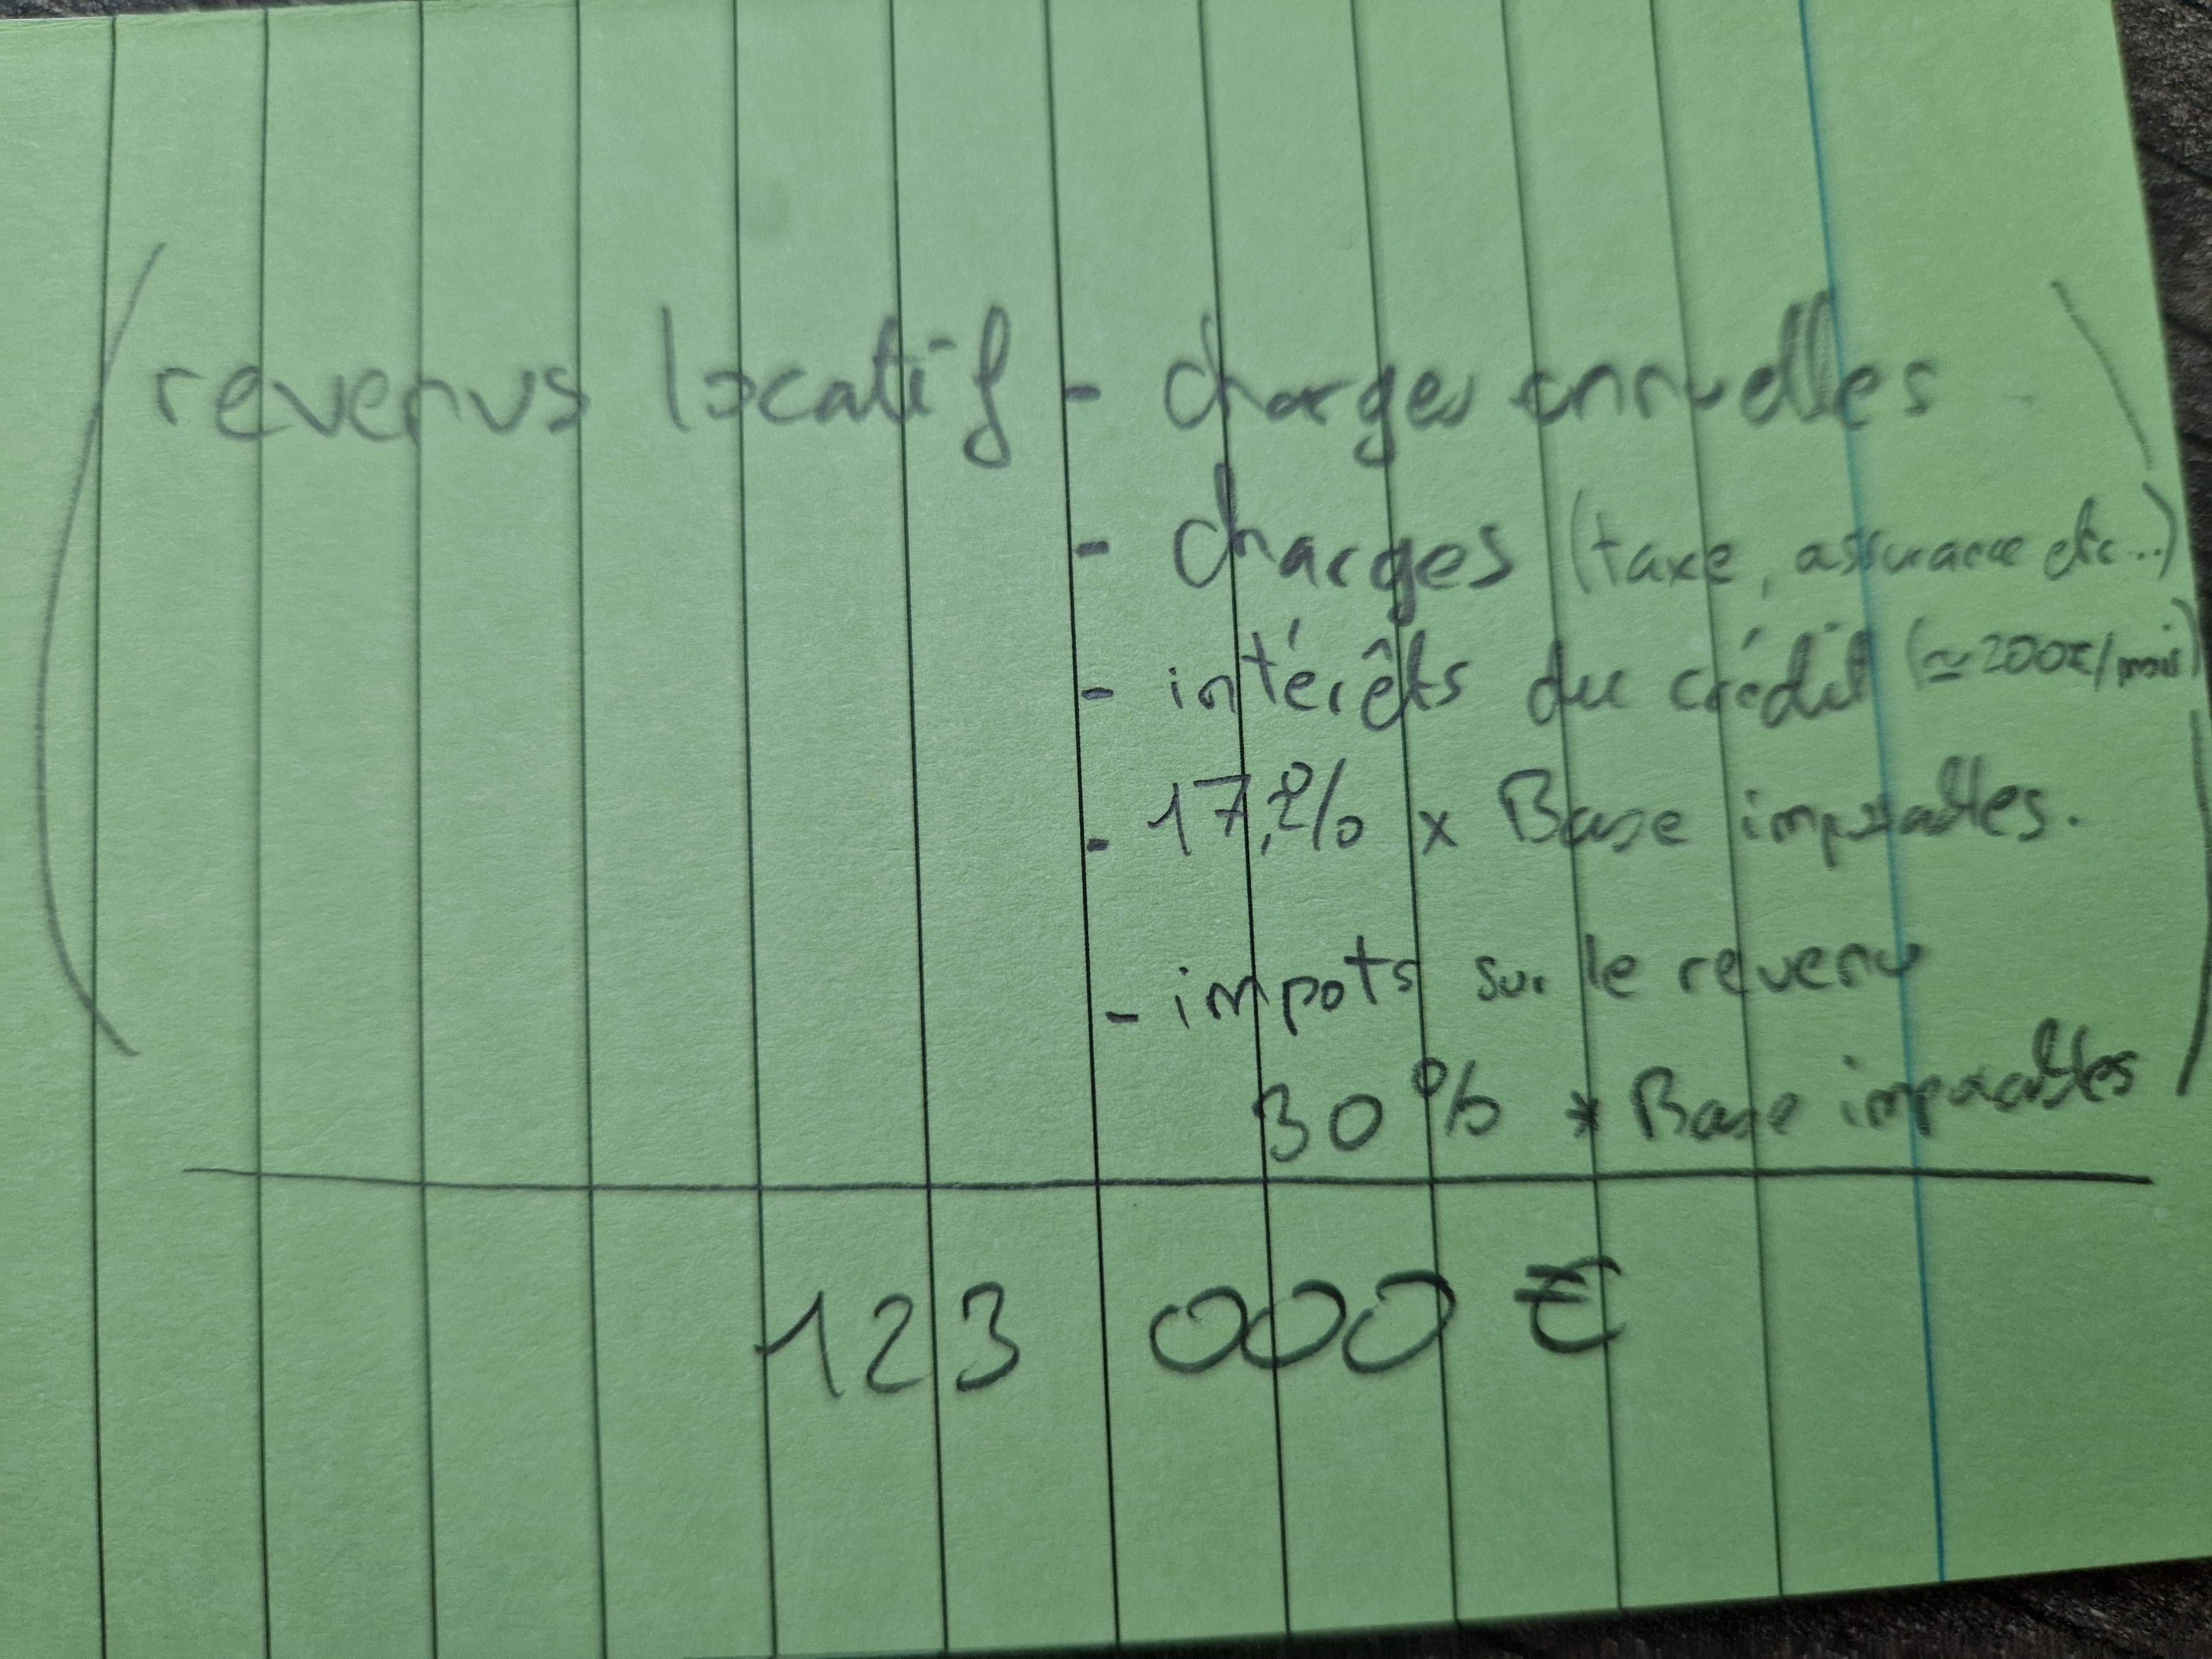 (revenus locatif - charges annuelles)
- charges (taxe, assurance etc...)
- intérêts du crédit (≃200€/mois)
- 17,2% x Base imposables.
- impots sur le revenu
30% * Base imposables
123 000 €